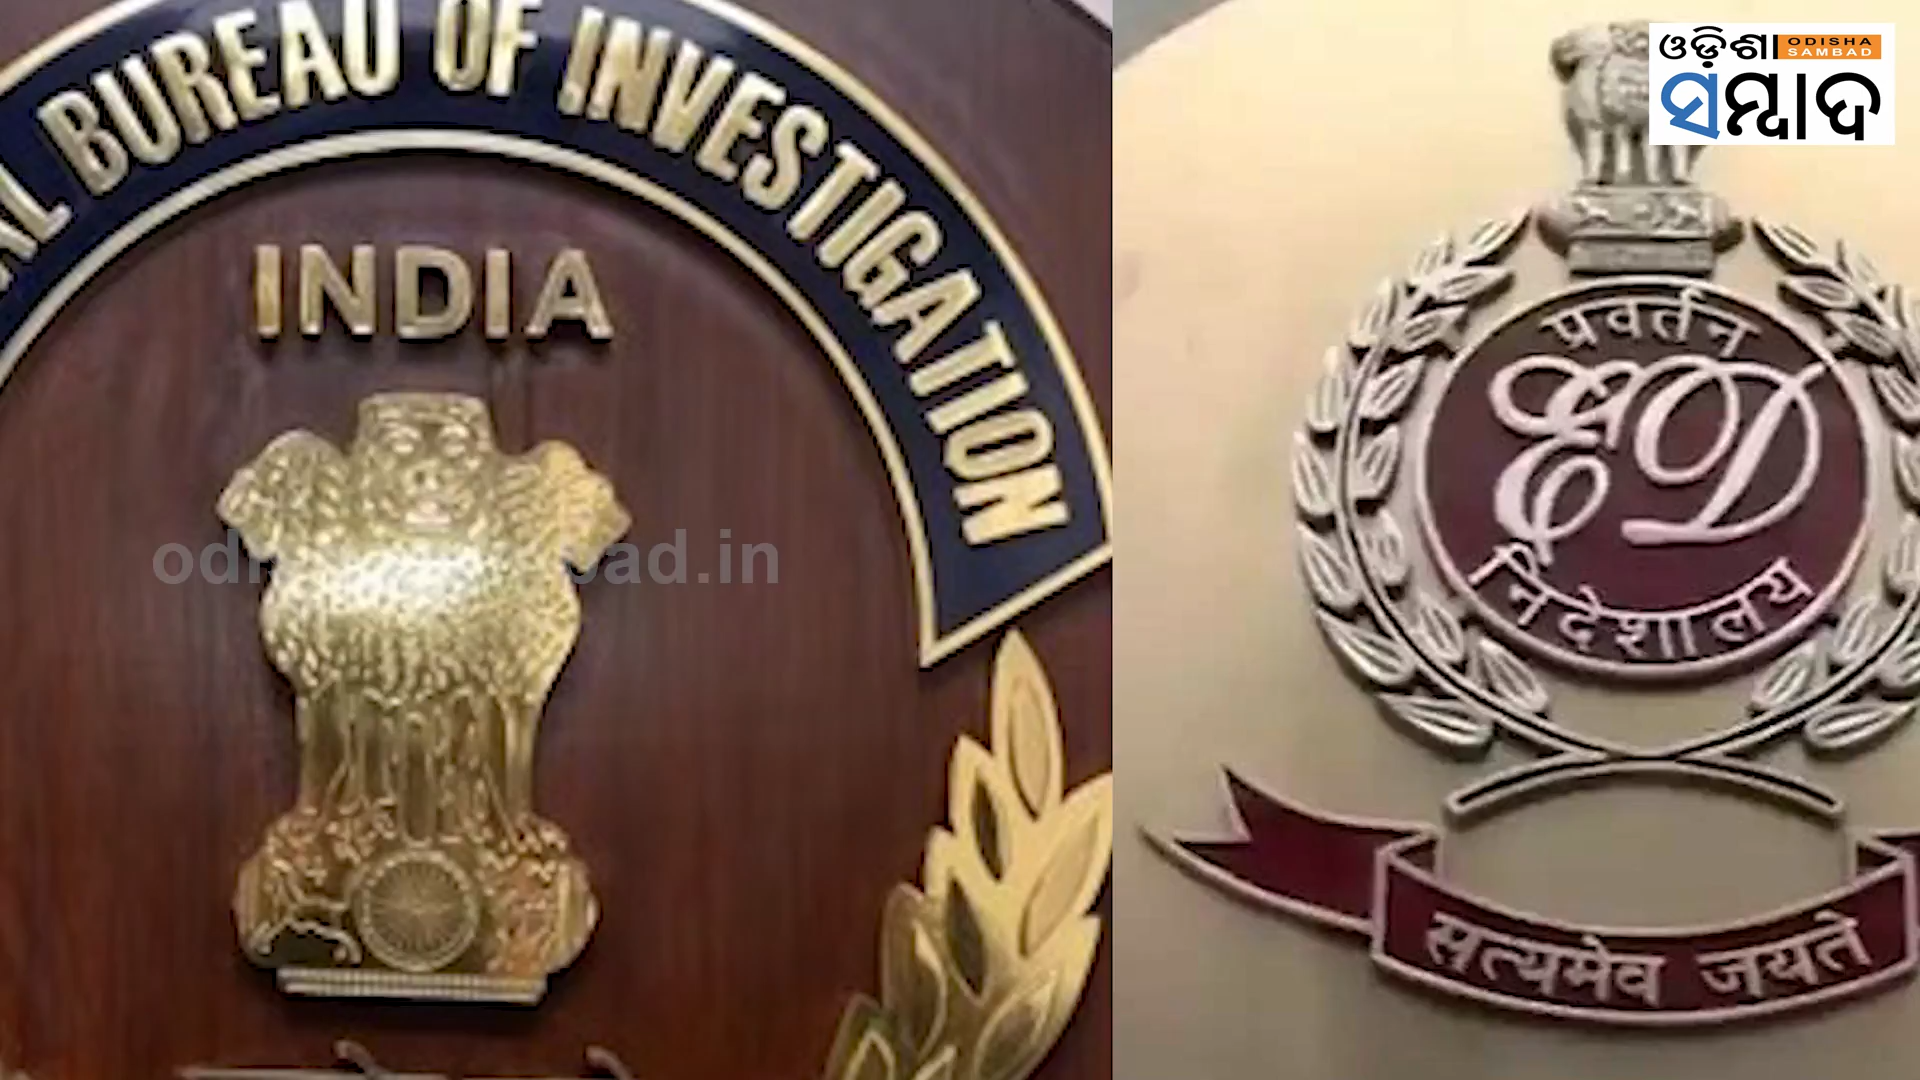 BUREAU OF INVESTIGATION
INDIA
प्रवर्तन
ED
निदेशालय
सत्यमेव जयते
ଓଡ଼ିଶା
ODISHA
SAMBAD
ସମ୍ବାଦ